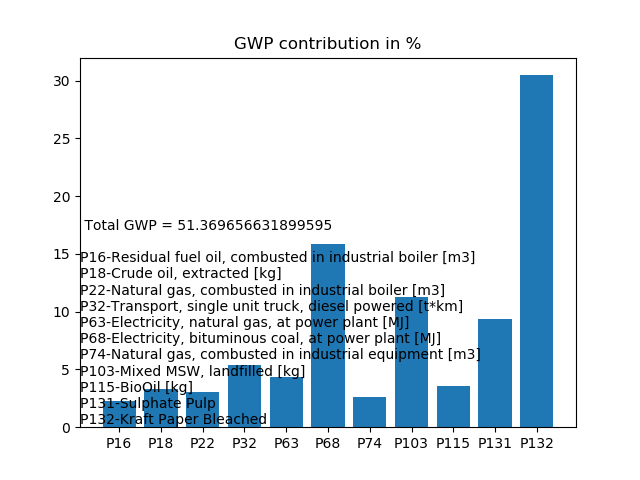 GWP contribution in %
30
25
20
15
10
5
0
Total GWP = 51.369656631899595
P16-Residual fuel oil, combusted in industrial boiler [m3]
P18-Crude oil, extracted [kg]
P22-Natural gas, combusted in industrial boiler [m3]
P32-Transport, single unit truck, diesel powered [t*km]
P63-Electricity, natural gas, at power plant [MJ]
P68-Electricity, bituminous coal, at power plant [MJ]
P74-Natural gas, combusted in industrial equipment [m3]
P103-Mixed MSW, landfilled [kg]
P115-BioOil [kg]
P131-Sulphate Pulp
P132-Kraft Paper Bleached
P16 P18 P22 P32 P63 P68 P74 P103 P115 P131 P132